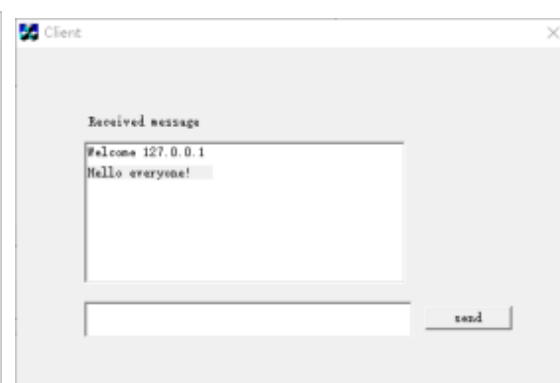 Client
Received message
Welcome 127.0.0.1
Hello everyone!
send